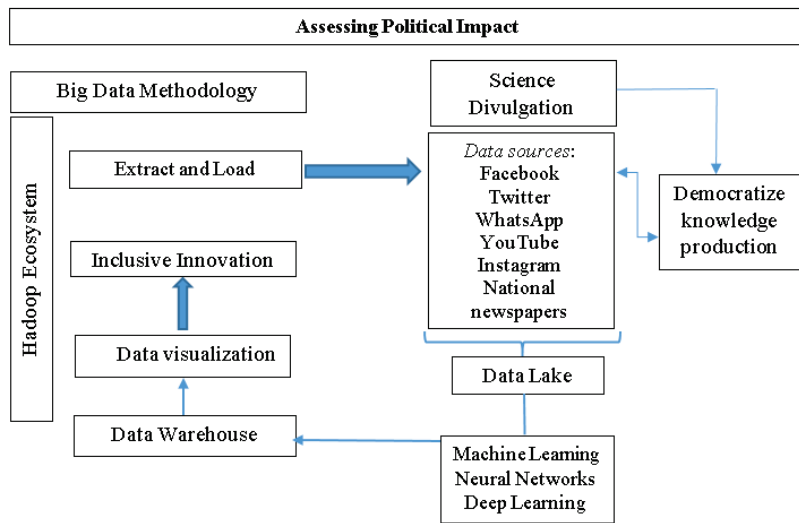 Assessing Political Impact
Big Data Methodology
Science
Divulgation
Hadoop Ecosystem
Extract and Load
Data sources:
Facebook
Twitter
WhatsApp
YouTube
Instagram
National
newspapers
Democratize
knowledge
production
Inclusive Innovation
Data visualization
Data Lake
Data Warehouse
Machine Learning
Neural Networks
Deep Learning